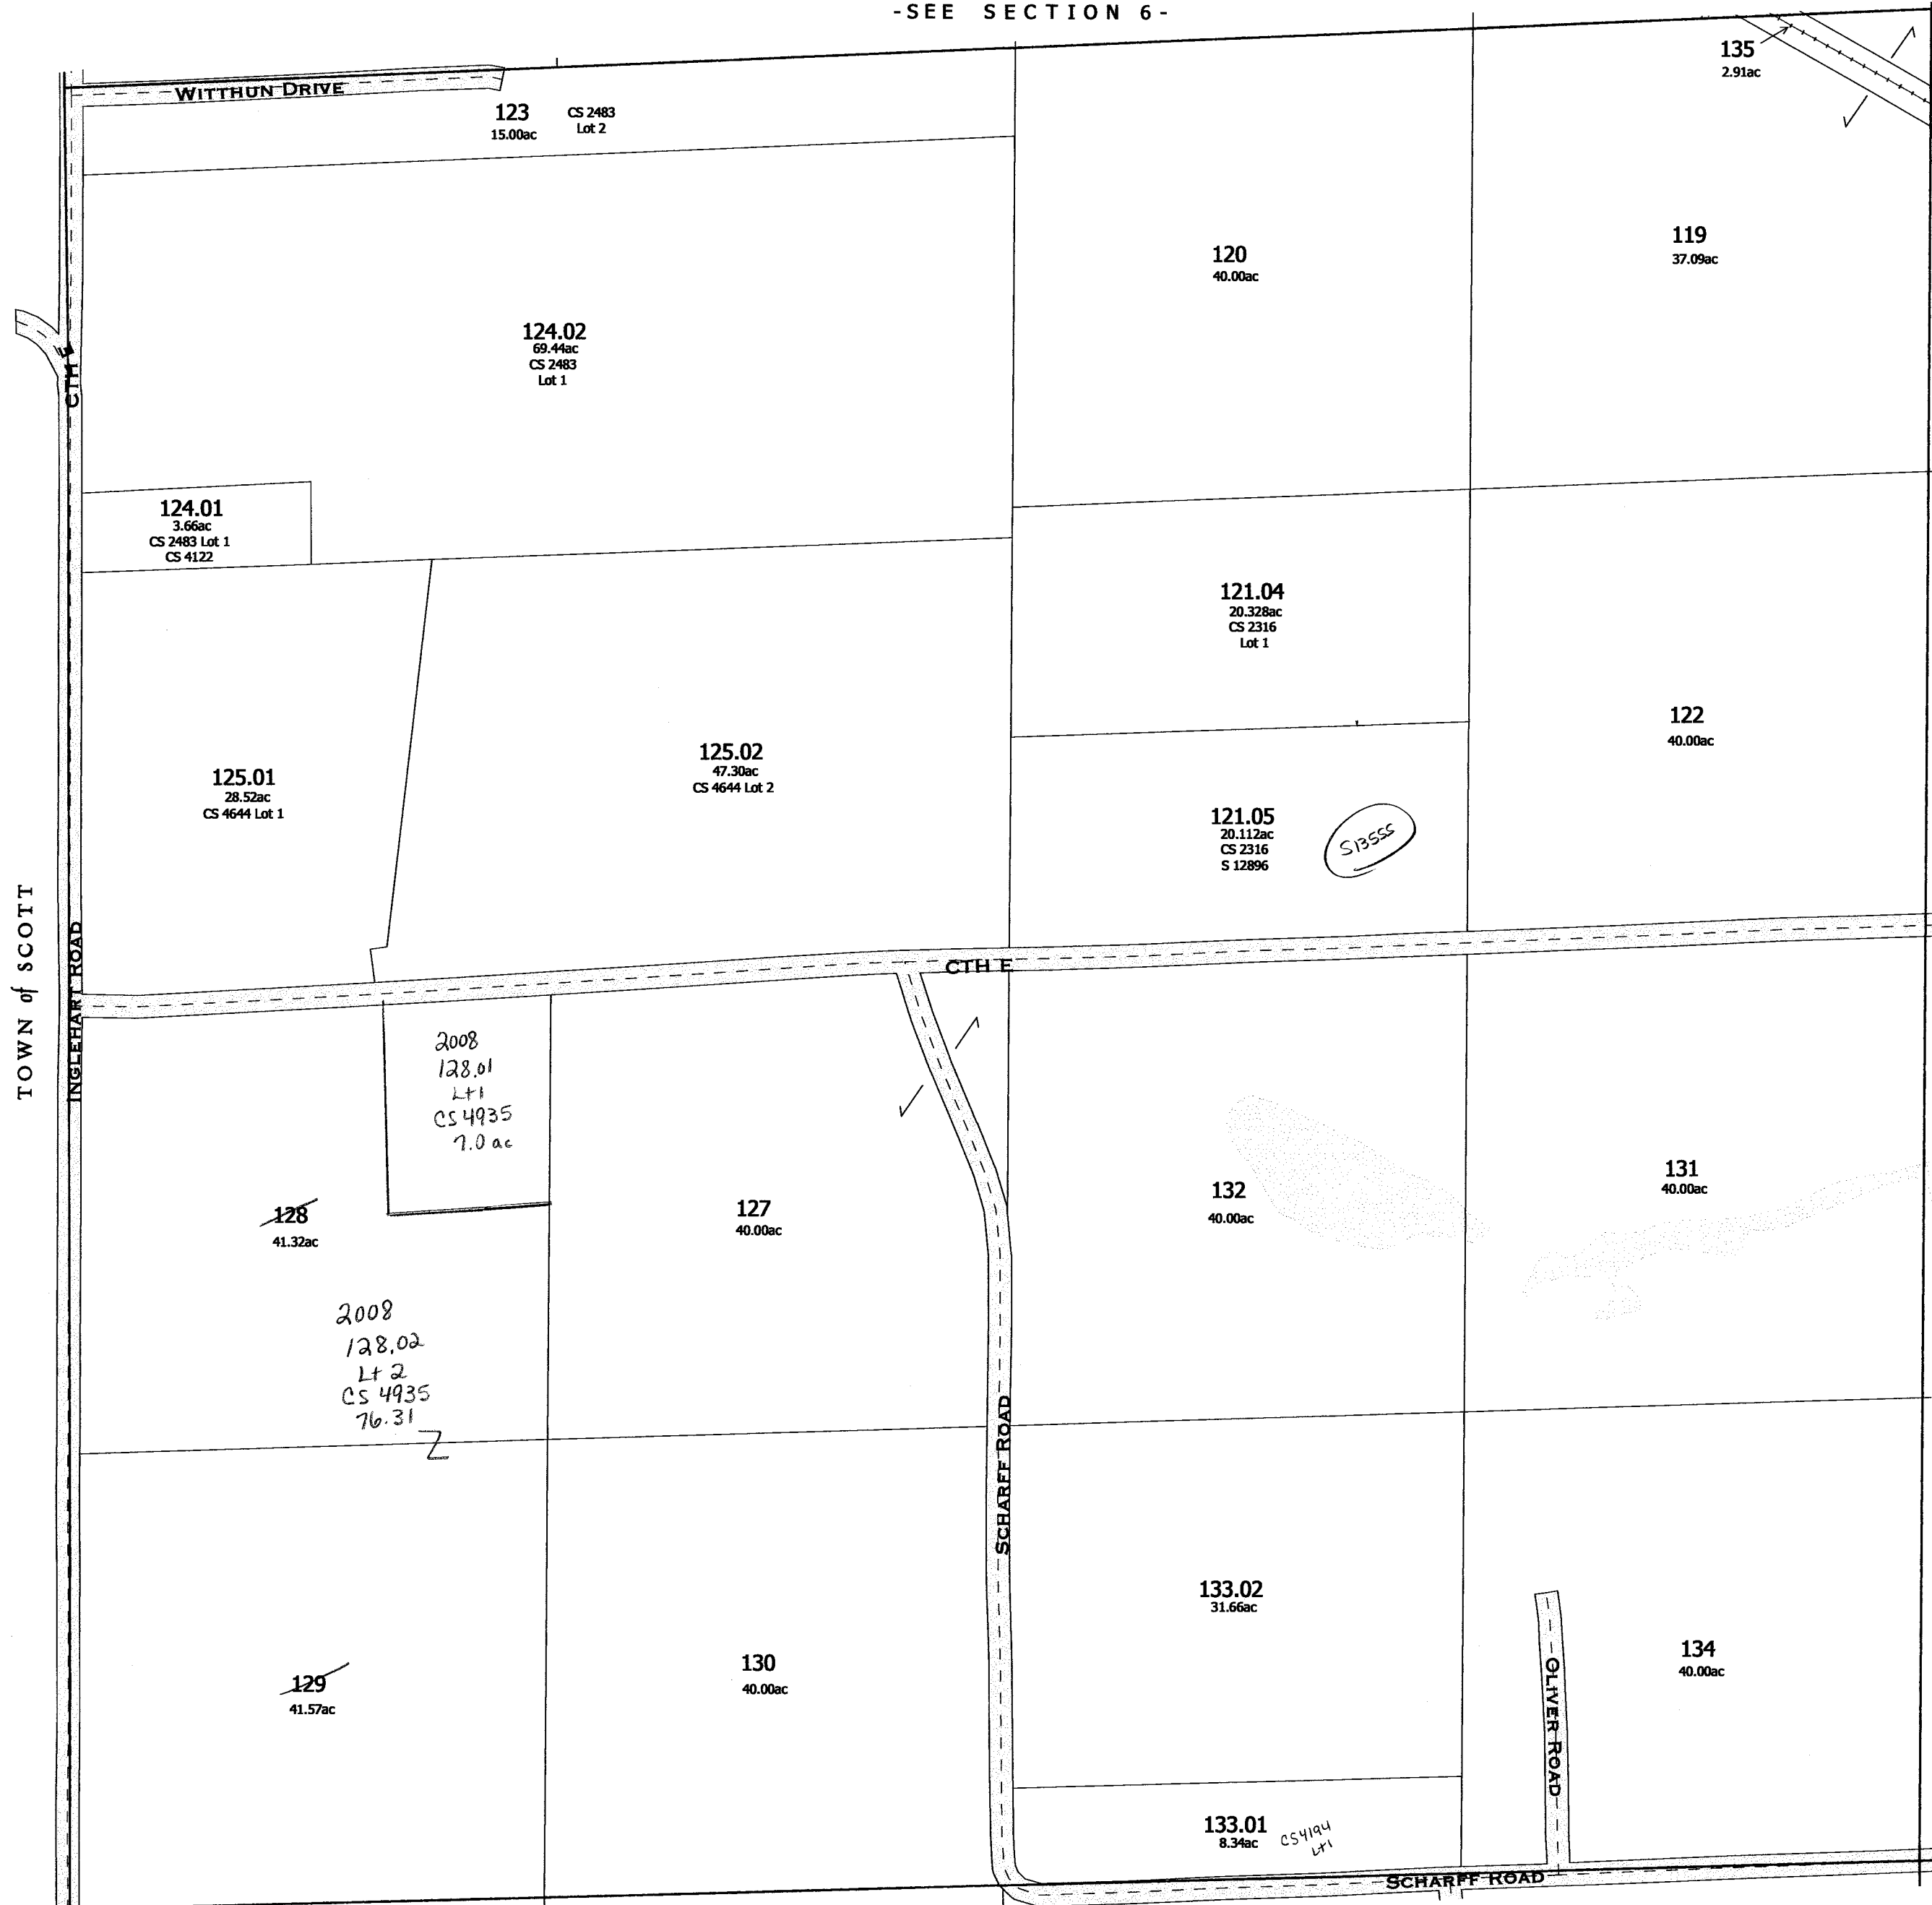 -SEE SECTION 6-
135
2.91ac
WITTHUN DRIVE
123
15.00ac
CS 2483
Lot 2
119
37.09ac
120
40.00ac
124.02
69.44ac
CS 2483
Lot 1
CTH E
124.01
3.66ac
CS 2483 Lot 1
CS 4122
121.04
20.328ac
CS 2316
Lot 1
122
40.00ac
125.02
47.30ac
CS 4644 Lot 2
125.01
28.52ac
CS 4644 Lot 1
121.05
20.112ac
CS 2316
S 12896
S13555
TOWN of SCOTT
INGLEHART ROAD
CTH E
2008
128.01
Lt 1
CS 4935
7.0 ac
128
41.32ac
127
40.00ac
132
40.00ac
131
40.00ac
2008
128.02
Lt 2
CS 4935
76.31
SCHARFF ROAD
133.02
31.66ac
134
40.00ac
130
40.00ac
129
41.57ac
OLIVER ROAD
133.01
8.34ac
CS4194
Lt 1
SCHARFF ROAD